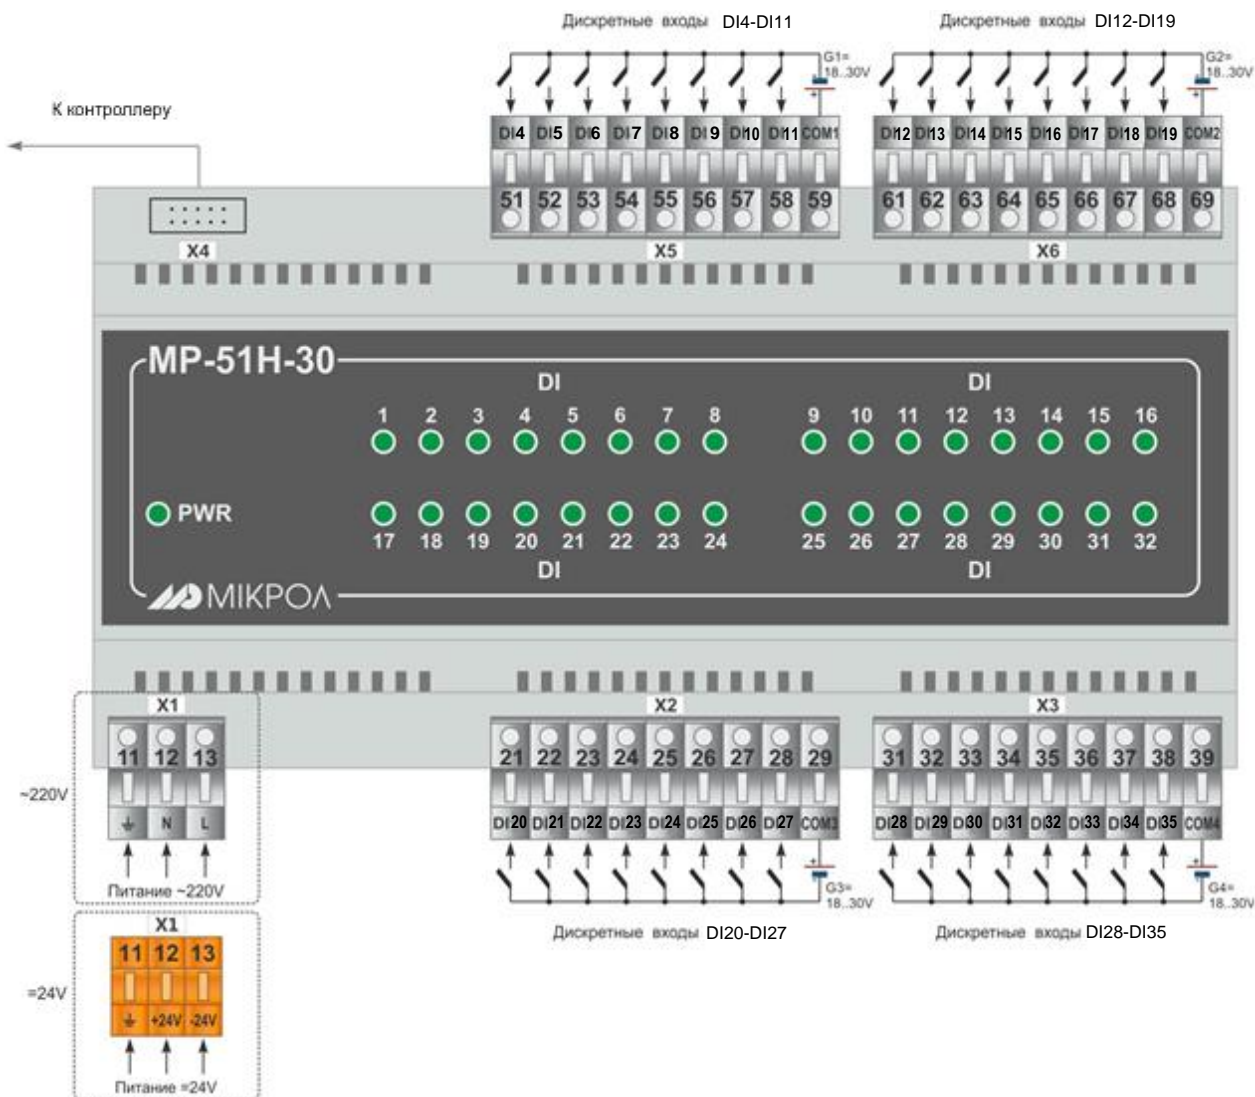 Дискретные входы DI4-DI11
Дискретные входы DI12-DI19
G1=
18..30V
+
G2=
18..30V
+
К контроллеру
DI4 DI5 DI6 DI7 DI8 DI9 DI10 DI11 COM1
DI12 DI13 DI14 DI15 DI16 DI17 DI18 DI19 COM2
51 52 53 54 55 56 57 58 59
61 62 63 64 65 66 67 68 69
X4
X5
X6
MP-51H-30
DI
DI
1 2 3 4 5 6 7 8
9 10 11 12 13 14 15 16
PWR
17 18 19 20 21 22 23 24
25 26 27 28 29 30 31 32
DI
DI
МІКРОЛ
X1
X2
X3
11 12 13
21 22 23 24 25 26 27 28 29
31 32 33 34 35 36 37 38 39
~220V
N L
DI20 DI21 DI22 DI23 DI24 DI25 DI26 DI27 COM3
DI28 DI29 DI30 DI31 DI32 DI33 DI34 DI35 COM4
+
G3=
18..30V
+
G4=
18..30V
Питание ~220V
Дискретные входы DI20-DI27
Дискретные входы DI28-DI35
X1
11 12 13
=24V
+24V -24V
Питание =24V